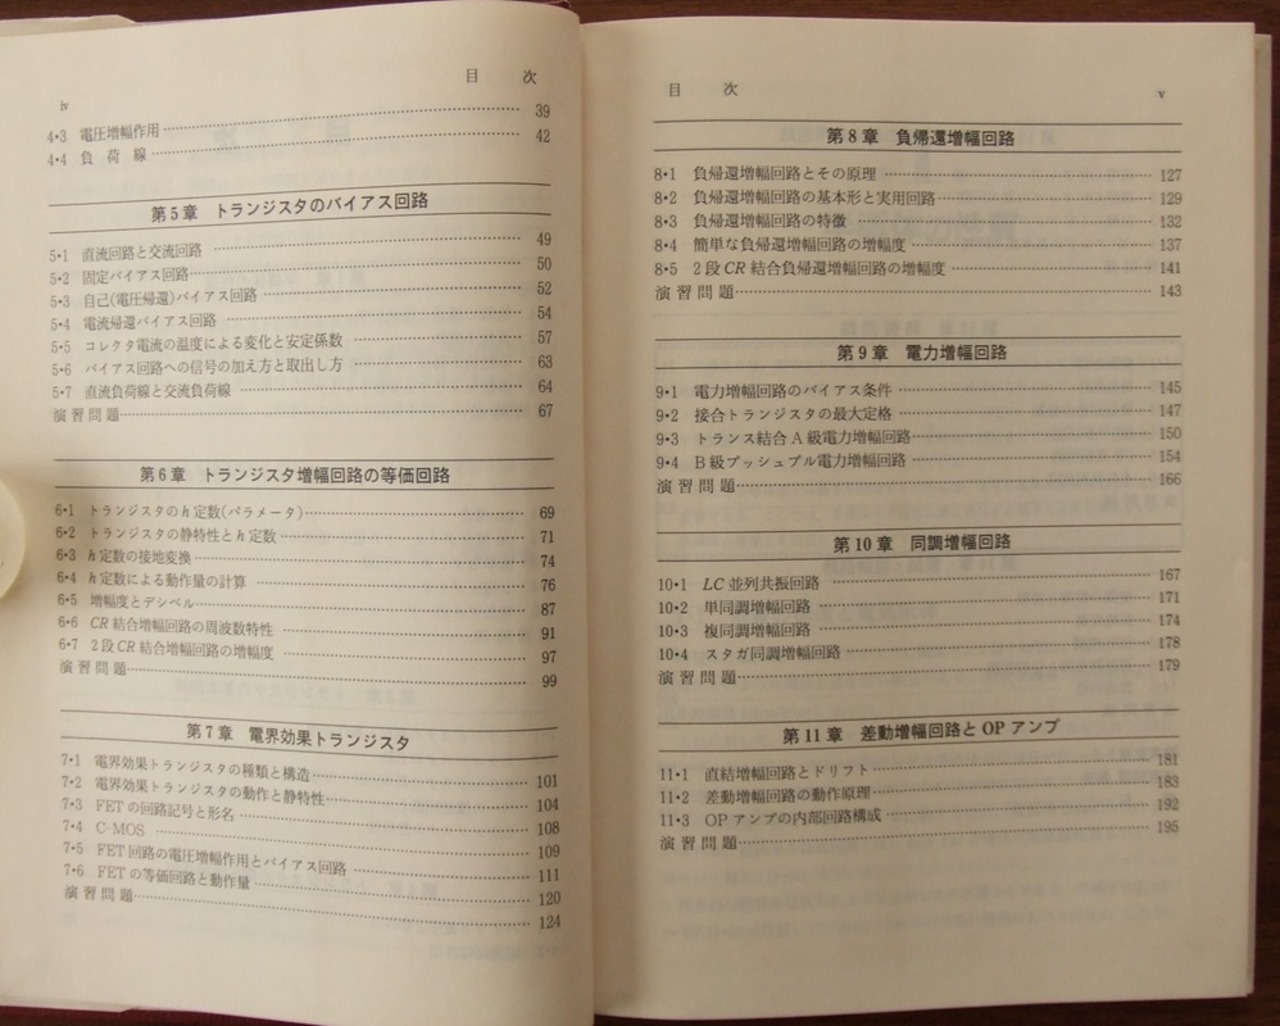 目 次
iv
4・3 電圧増幅作用 39
4・4 負荷線 42
第5章 トランジスタのバイアス回路
5・1 直流回路と交流回路 49
5・2 固定バイアス回路 50
5・3 自己(電圧帰還)バイアス回路 52
5・4 電流帰還バイアス回路 54
5・5 コレクタ電流の温度による変化と安定係数 57
5・6 バイアス回路への信号の加え方と取出し方 63
5・7 直流負荷線と交流負荷線 64
演習問題 67
第6章 トランジスタ増幅回路の等価回路
6・1 トランジスタのh定数(パラメータ) 69
6・2 トランジスタの静特性とh定数 71
6・3 h定数の接地変換 74
6・4 h定数による動作量の計算 76
6・5 増幅度とデシベル 87
6・6 CR結合増幅回路の周波数特性 91
6・7 2段CR結合増幅回路の増幅度 97
演習問題 99
第7章 電界効果トランジスタ
7・1 電界効果トランジスタの種類と構造 101
7・2 電界効果トランジスタの動作と静特性 104
7・3 FETの回路記号と形名 108
7・4 C-MOS 109
7・5 FET回路の電圧増幅作用とバイアス回路 111
7・6 FETの等価回路と動作量 120
演習問題 124
目 次
v
第8章 負帰還増幅回路
8・1 負帰還増幅回路とその原理 127
8・2 負帰還増幅回路の基本形と実用回路 129
8・3 負帰還増幅回路の特徴 132
8・4 簡単な負帰還増幅回路の増幅度 137
8・5 2段CR結合負帰還増幅回路の増幅度 141
演習問題 143
第9章 電力増幅回路
9・1 電力増幅回路のバイアス条件 145
9・2 接合トランジスタの最大定格 147
9・3 トランス結合A級電力増幅回路 150
9・4 B級プッシュプル電力増幅回路 154
演習問題 166
第10章 同調増幅回路
10・1 LC並列共振回路 167
10・2 単同調増幅回路 171
10・3 複同調増幅回路 174
10・4 スタガ同調増幅回路 178
演習問題 179
第11章 差動増幅回路とOPアンプ
11・1 直結増幅回路とドリフト 181
11・2 差動増幅回路の動作原理 183
11・3 OPアンプの内部回路構成 192
演習問題 195